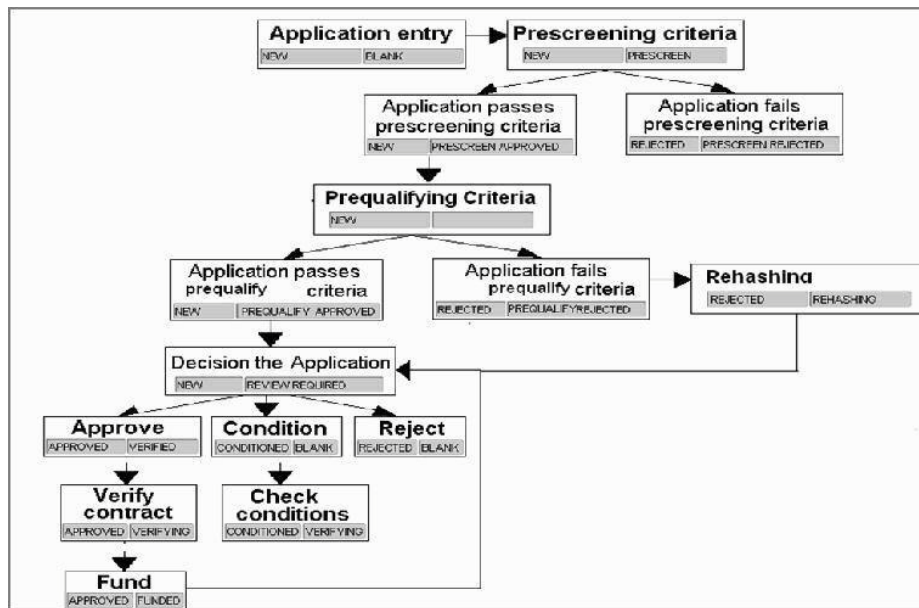 Application entry
NEW BLANK
Prescreening criteria
NEW PRESCREEN
Application passes
prescreening criteria
NEW PRESCREEN APPROVED
Application fails
prescreening criteria
REJECTED PRESCREEN REJECTED
Prequalifying Criteria
NEW
Application passes
prequalify criteria
NEW PREQUALIFY APPROVED
Application fails
prequalify criteria
REJECTED PREQUALIFY REJECTED
Rehashing
REJECTED REHASHING
Decision the Application
NEW REVIEW REQUIRED
Approve
APPROVED VERIFIED
Condition
CONDITIONED BLANK
Reject
REJECTED BLANK
Verify
contract
APPROVED VERIFYING
Check
conditions
CONDITIONED VERIFYING
Fund
APPROVED FUNDED